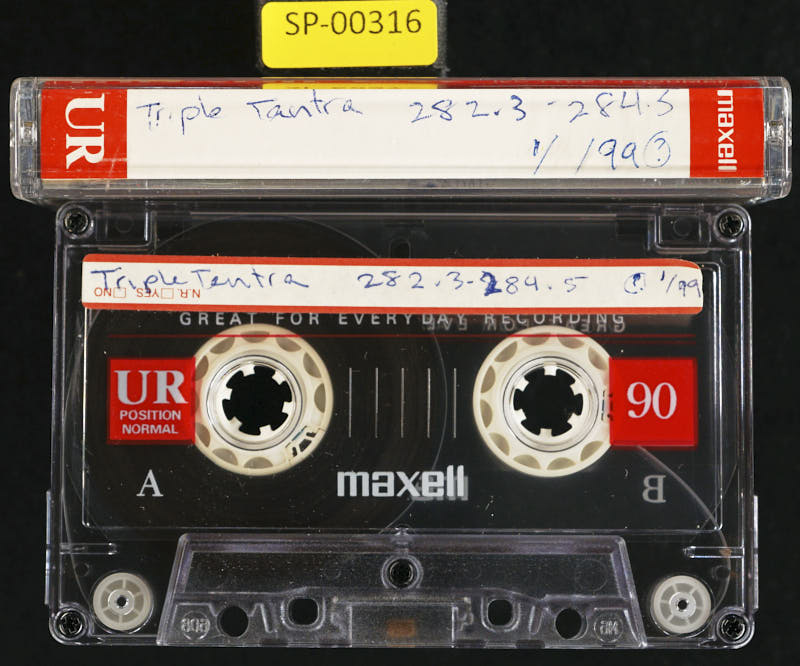 SP-00316
UR
Triple Tantra 282.3 - 284.5
1/ /99 ?
maxell
Triple Tantra 282.3-284.5 ! 1/99
N.R. YES NO
GREAT FOR EVERYDAY RECORDING
UR
POSITION
NORMAL
90
A
maxell
B